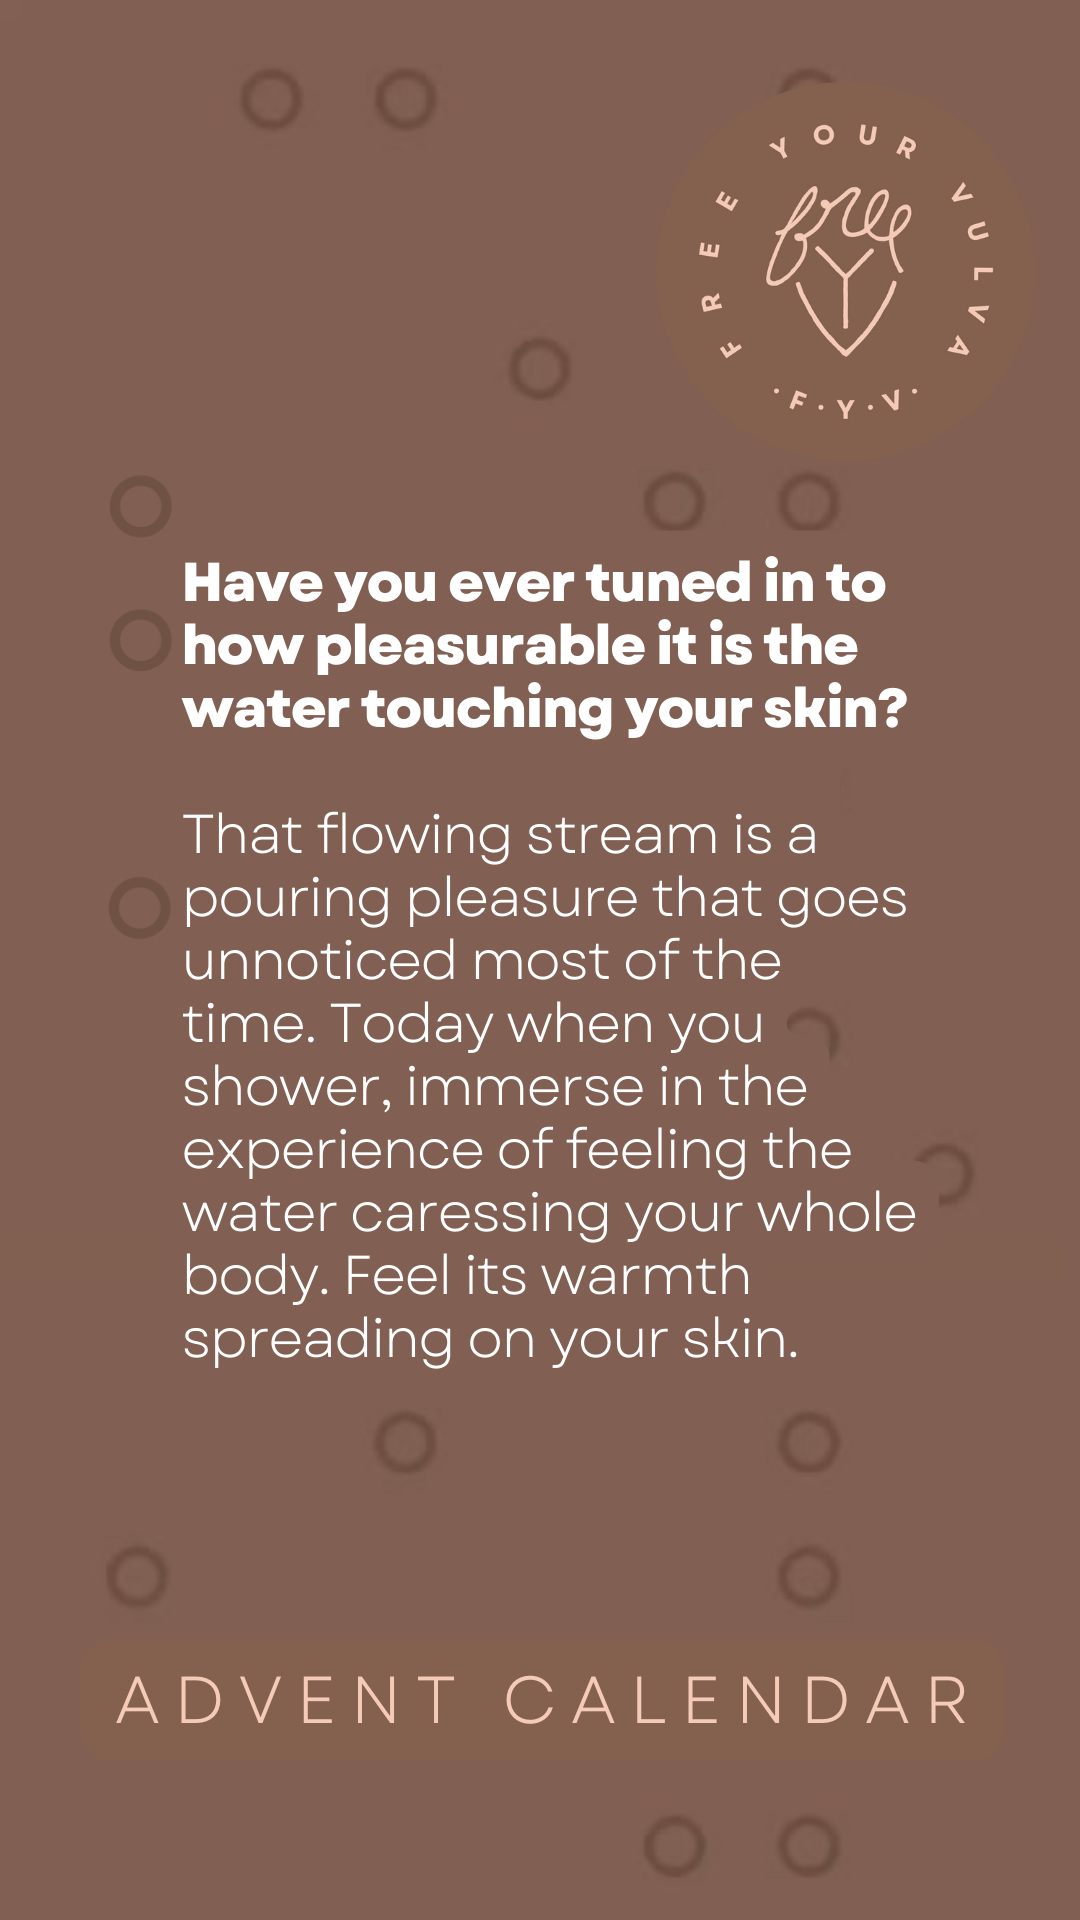 FREE YOUR VULVA
free
·F·Y·V·
Have you ever tuned in to
how pleasurable it is the
water touching your skin?
That flowing stream is a
pouring pleasure that goes
unnoticed most of the
time. Today when you
shower, immerse in the
experience of feeling the
water caressing your whole
body. Feel its warmth
spreading on your skin.
ADVENT CALENDAR